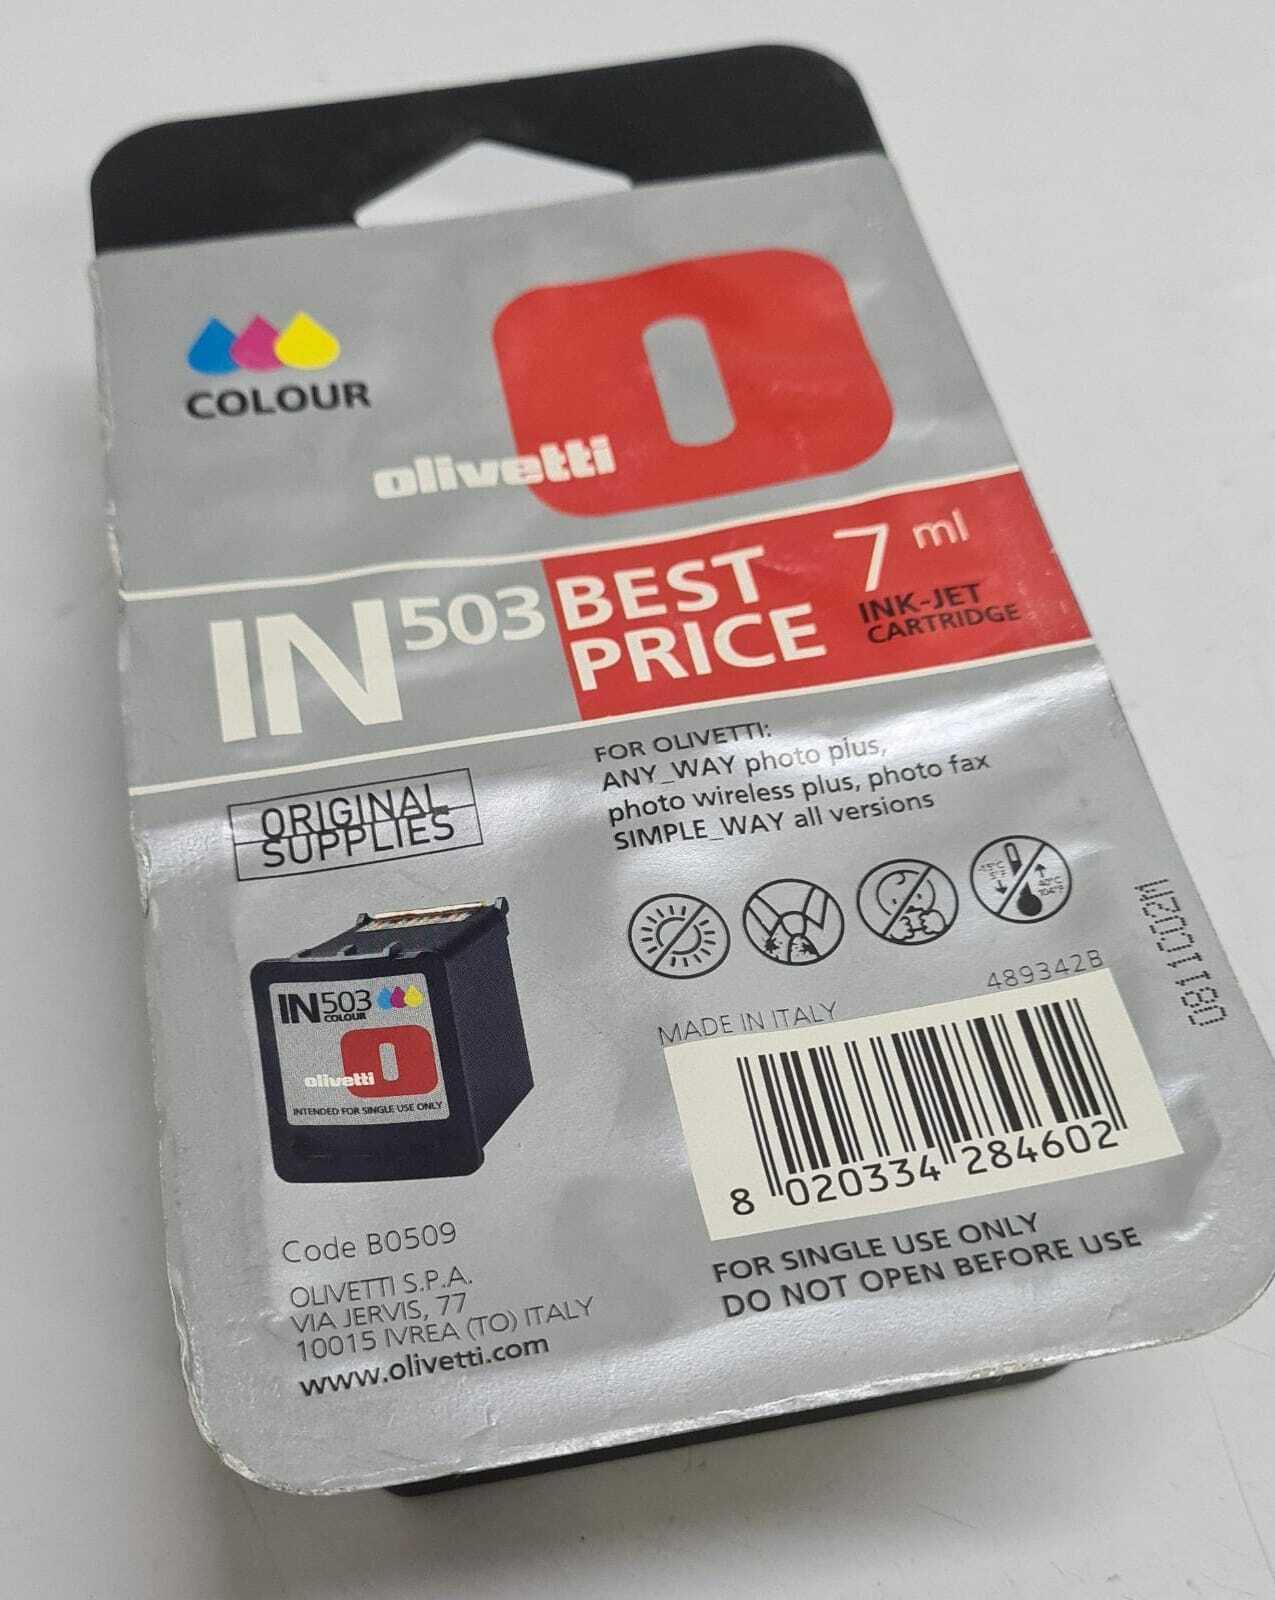 COLOUR
olivetti
IN503
BEST
PRICE
7 ml
INK-JET
CARTRIDGE
FOR OLIVETTI:
ANY_WAY photo plus,
photo wireless plus, photo fax
SIMPLE_WAY all versions
ORIGINAL
SUPPLIES
IN503
COLOUR
olivetti
INTENDED FOR SINGLE USE ONLY
40°C
104°F
489342B
MADE IN ITALY
8 020334 284602
FOR SINGLE USE ONLY
DO NOT OPEN BEFORE USE
Code B0509
OLIVETTI S.P.A.
VIA JERVIS, 77
10015 IVREA (TO) ITALY
www.olivetti.com